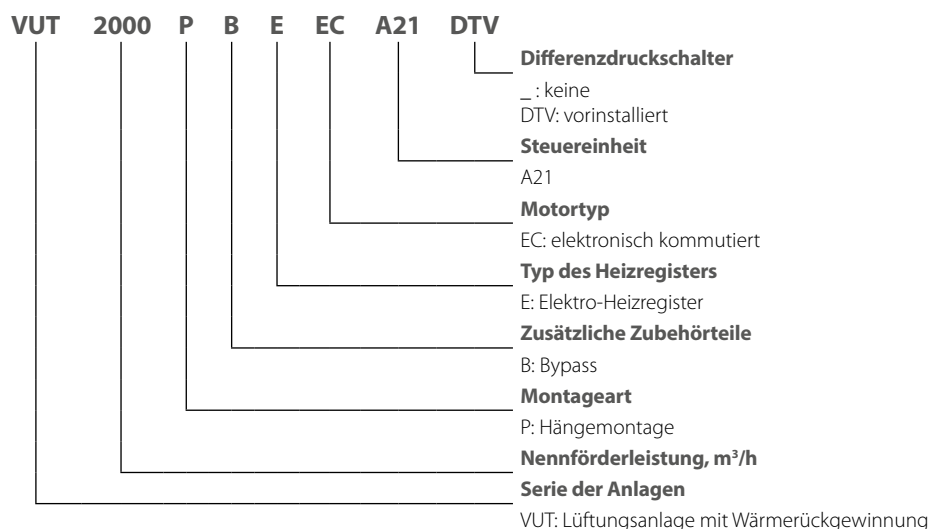 VUT 2000 P B E EC A21 DTV
Differenzdruckschalter
_ : keine
DTV: vorinstalliert
Steuereinheit
A21
Motortyp
EC: elektronisch kommutiert
Typ des Heizregisters
E: Elektro-Heizregister
Zusätzliche Zubehörteile
B: Bypass
Montageart
P: Hängemontage
Nennförderleistung, m³/h
Serie der Anlagen
VUT: Lüftungsanlage mit Wärmerückgewinnung